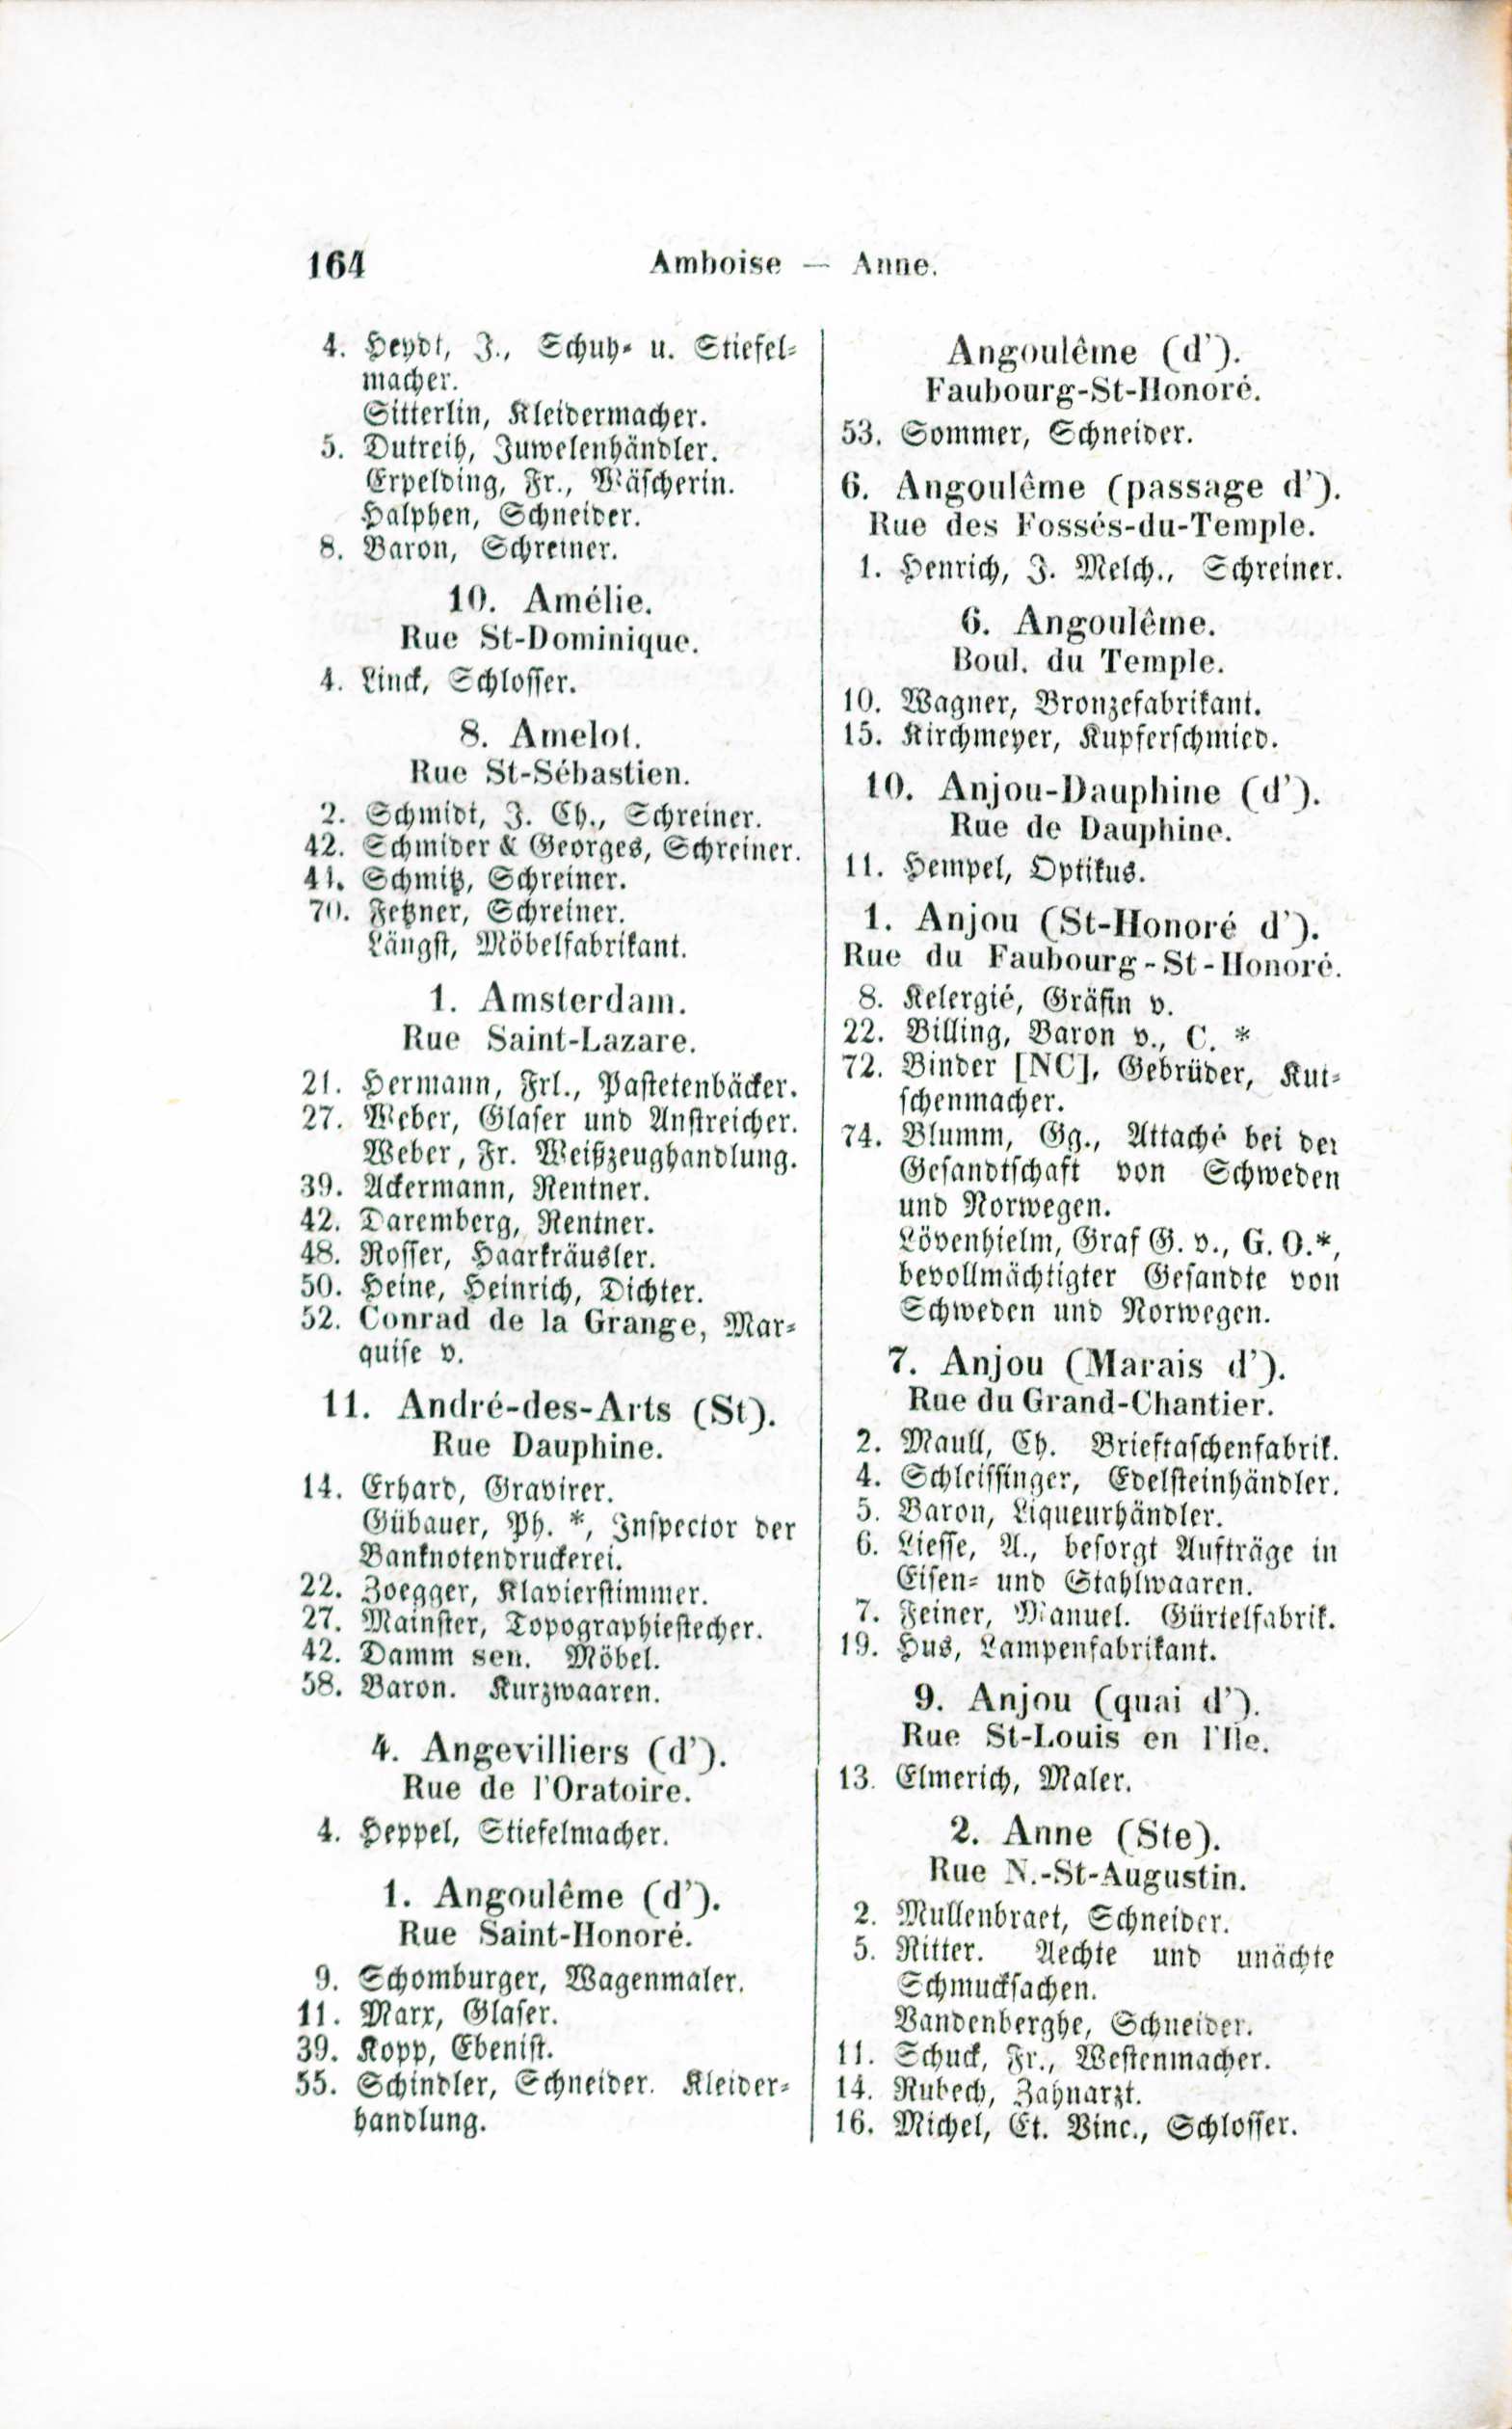 164
Amboise — Anne.
4. Heydt, J., Schuh- u. Stiefel-
macher.
Sitterlin, Kleidermacher.
5. Dutreih, Juwelenhändler.
Erpelding, Fr., Wäscherin.
Halphen, Schneider.
8. Baron, Schreiner.
10. Amélie.
Rue St-Dominique.
4. Linck, Schlosser.
8. Amelot.
Rue St-Sébastien.
2. Schmidt, J. Ch., Schreiner.
42. Schmider & Georges, Schreiner.
41. Schmitz, Schreiner.
70. Fetzner, Schreiner.
Längst, Möbelfabrikant.
1. Amsterdam.
Rue Saint-Lazare.
21. Hermann, Frl., Pastetenbäcker.
27. Weber, Glaser und Anstreicher.
Weber, Fr. Weißzeughandlung.
39. Ackermann, Rentner.
42. Daremberg, Rentner.
48. Rosser, Haarkräusler.
50. Heine, Heinrich, Dichter.
52. Conrad de la Grange, Mar-
quise v.
11. André-des-Arts (St).
Rue Dauphine.
14. Erhard, Gravirer.
Gübauer, Ph. *, Inspector der
Banknotendruckerei.
22. Zoegger, Klavierstimmer.
27. Mainster, Topographiestecher.
42. Damm sen. Möbel.
58. Baron. Kurzwaaren.
4. Angevilliers (d').
Rue de l'Oratoire.
4. Heppel, Stiefelmacher.
1. Angoulême (d').
Rue Saint-Honoré.
9. Schomburger, Wagenmaler.
11. Marx, Glaser.
39. Kopp, Ebenist.
55. Schindler, Schneider. Kleider-
handlung.
Angoulême (d').
Faubourg-St-Honoré.
53. Sommer, Schneider.
6. Angoulême (passage d').
Rue des Fossés-du-Temple.
1. Henrich, J. Melch., Schreiner.
6. Angoulême.
Boul. du Temple.
10. Wagner, Bronzefabrikant.
15. Kirchmeyer, Kupferschmied.
10. Anjou-Dauphine (d').
Rue de Dauphine.
11. Hempel, Optikus.
1. Anjou (St-Honoré d').
Rue du Faubourg-St-Honoré.
8. Kelergié, Gräfin v.
22. Billing, Baron v., C. *
72. Binder [NC], Gebrüder, Kut-
schenmacher.
74. Blumm, Gg., Attaché bei der
Gesandtschaft von Schweden
und Norwegen.
Lövenhielm, Graf G. v., G. O.*,
bevollmächtigter Gesandte von
Schweden und Norwegen.
7. Anjou (Marais d').
Rue du Grand-Chantier.
2. Maull, Ch. Brieftaschenfabrik.
4. Schleissinger, Edelsteinhändler.
5. Baron, Liqueurhändler.
6. Liesse, A., besorgt Aufträge in
Eisen- und Stahlwaaren.
7. Feiner, Manuel. Gürtelfabrik.
19. Hus, Lampenfabrikant.
9. Anjou (quai d').
Rue St-Louis en l'Ile.
13. Elmerich, Maler.
2. Anne (Ste).
Rue N.-St-Augustin.
2. Mullenbraet, Schneider.
5. Ritter. Aechte und unächte
Schmucksachen.
Vandenberghe, Schneider.
11. Schuck, Fr., Westenmacher.
14. Rubech, Zahnarzt.
16. Michel, Et. Vinc., Schlosser.